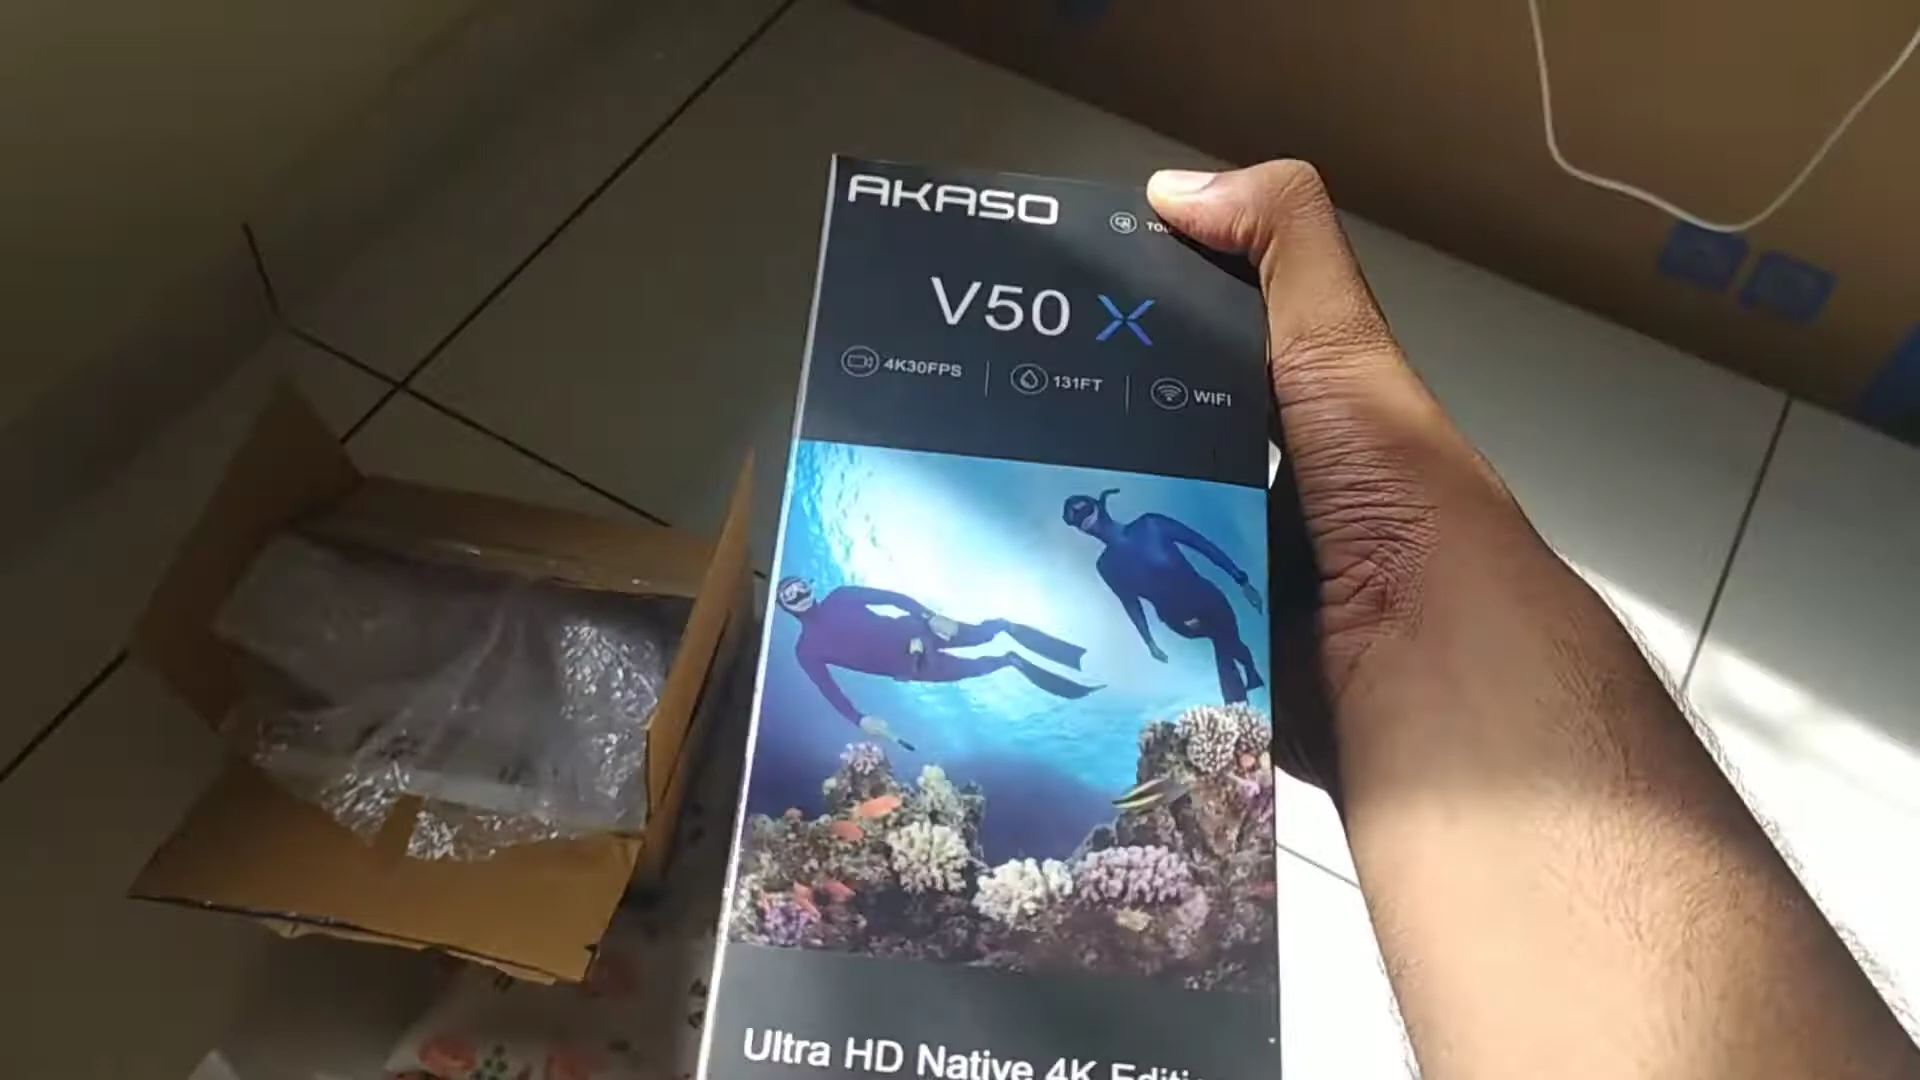 AKASO
V50 X
4K30FPS
131FT
WIFI
Ultra HD Native 4K